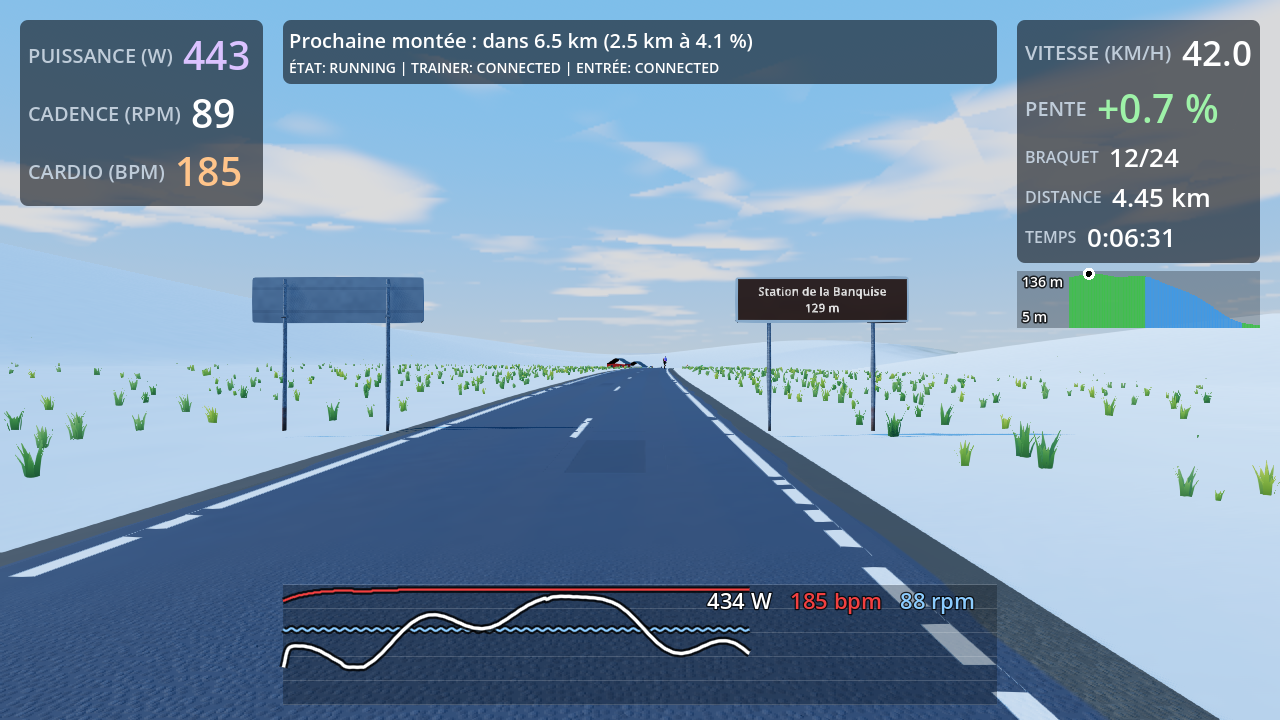 PUISSANCE (W) 443
CADENCE (RPM) 89
CARDIO (BPM) 185
Prochaine montée : dans 6.5 km (2.5 km à 4.1 %)
ÉTAT: RUNNING | TRAINER: CONNECTED | ENTRÉE: CONNECTED
VITESSE (KM/H) 42.0
PENTE +0.7 %
BRAQUET 12/24
DISTANCE 4.45 km
TEMPS 0:06:31
136 m
5 m
Station de la Banquise
129 m
434 W 185 bpm 88 rpm